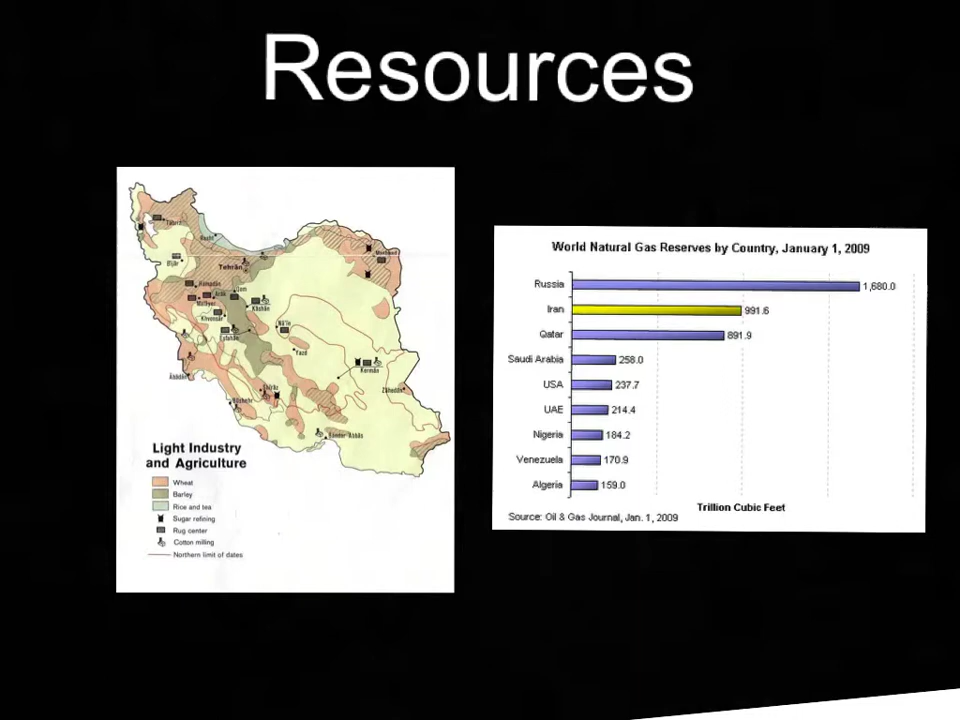 Resources
Tehrān
Kāshān
Yazd
Kermān
Ābādān
Shīrāz
Light Industry
and Agriculture
Wheat
Barley
Rice and tea
Sugar refining
Rug center
Cotton milling
Northern limit of dates
World Natural Gas Reserves by Country, January 1, 2009
Russia 1,680.0
Iran 991.6
Qatar 891.9
Saudi Arabia 258.0
USA 237.7
UAE 214.4
Nigeria 184.2
Venezuela 170.9
Algeria 159.0
Trillion Cubic Feet
Source: Oil & Gas Journal, Jan. 1, 2009